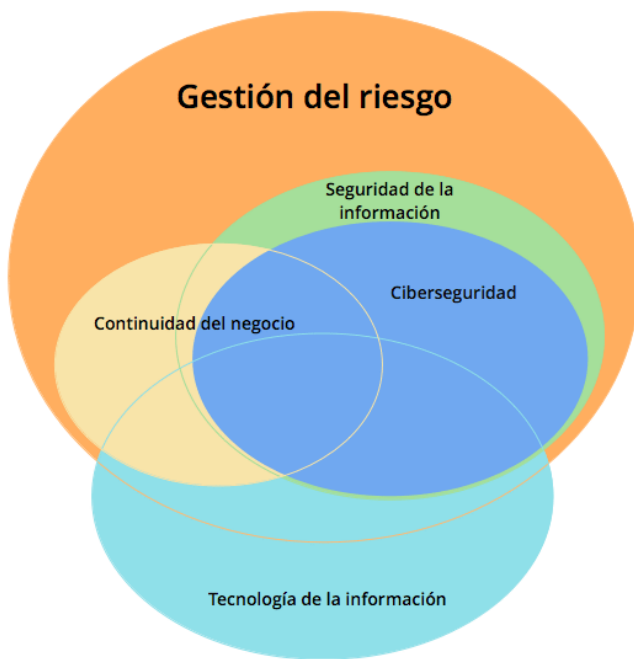 Gestión del riesgo
Seguridad de la
información
Ciberseguridad
Continuidad del negocio
Tecnología de la información